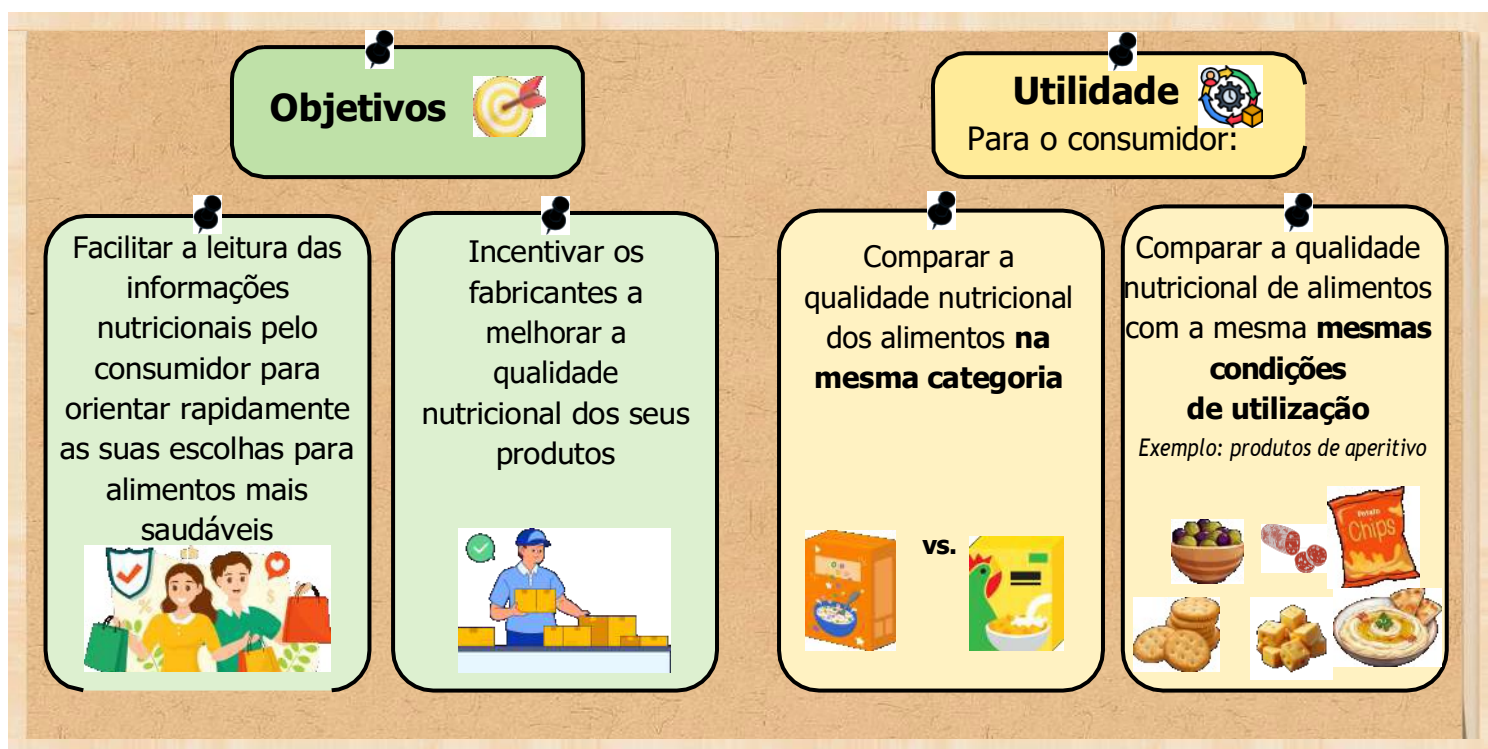 Objetivos
Facilitar a leitura das
informações
nutricionais pelo
consumidor para
orientar rapidamente
as suas escolhas para
alimentos mais
saudáveis
Incentivar os
fabricantes a
melhorar a
qualidade
nutricional dos seus
produtos
Utilidade
Para o consumidor:
Comparar a
qualidade nutricional
dos alimentos na
mesma categoria
vs.
Comparar a qualidade
nutricional de alimentos
com a mesma mesmas
condições
de utilização
Exemplo: produtos de aperitivo
Potato
Chips